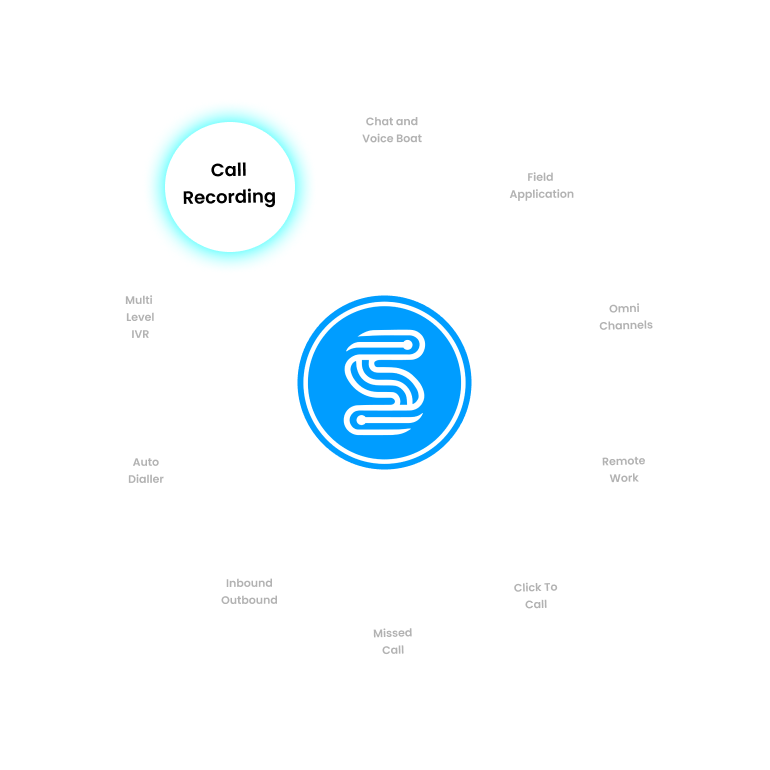 Chat and
Voice Boat
Call
Recording
Field
Application
Multi
Level
IVR
Omni
Channels
Auto
Dialler
Remote
Work
Inbound
Outbound
Click To
Call
Missed
Call